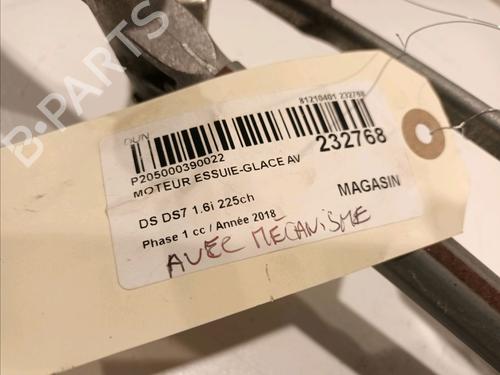 B-PARTS
DUN
81210401 232768
P205000390022
232768
MOTEUR ESSUIE-GLACE AV
DS DS7 1.6i 225ch
MAGASIN
Phase 1 cc / Année 2018
AVEC MÉCANISME